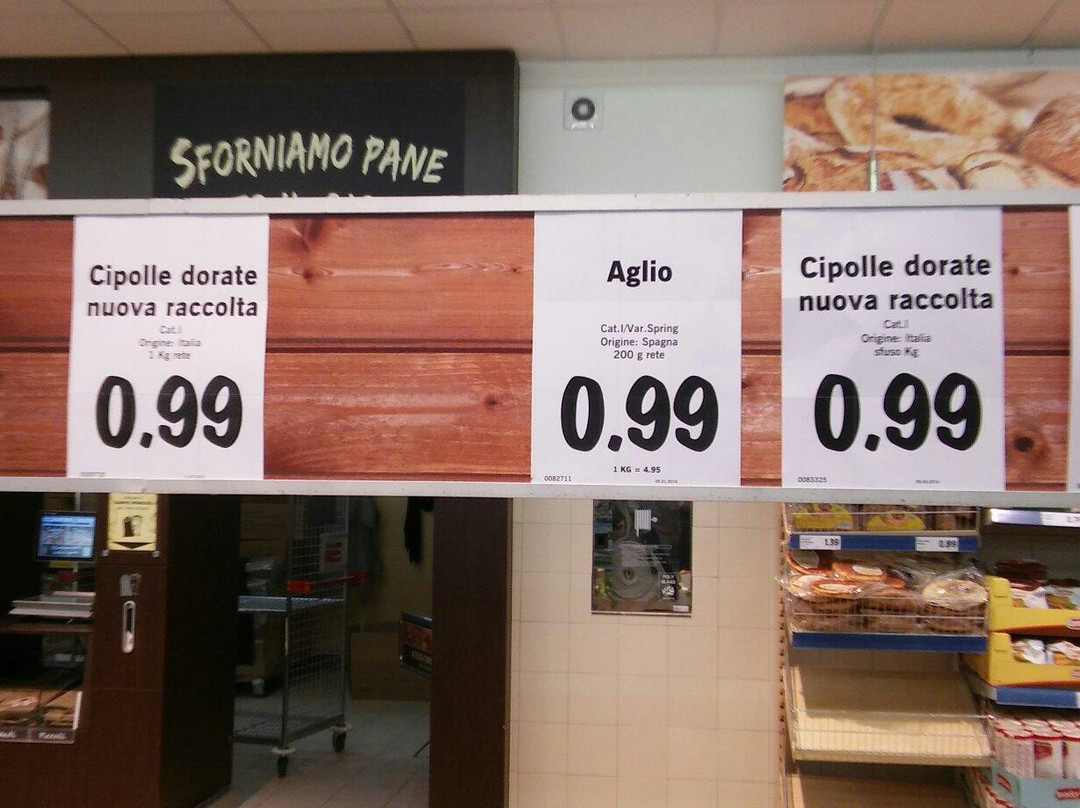 SFORNIAMO PANE
Cipolle dorate
nuova raccolta
Cat.I
Origine: Italia
1 Kg rete
0.99
Aglio
Cat.I/Var.Spring
Origine: Spagna
200 g rete
0.99
1 KG = 4.95
0082711
Cipolle dorate
nuova raccolta
Cat.I
Origine: Italia
sfuso Kg
0.99
0083325
1.39
0.89